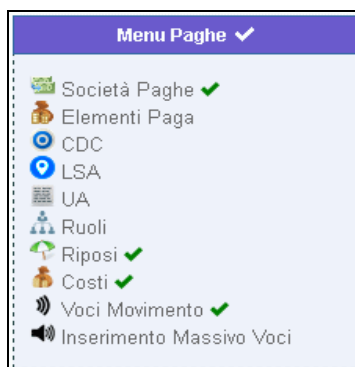 Menu Paghe
Società Paghe
Elementi Paga
CDC
LSA
UA
Ruoli
Riposi
Costi
Voci Movimento
Inserimento Massivo Voci